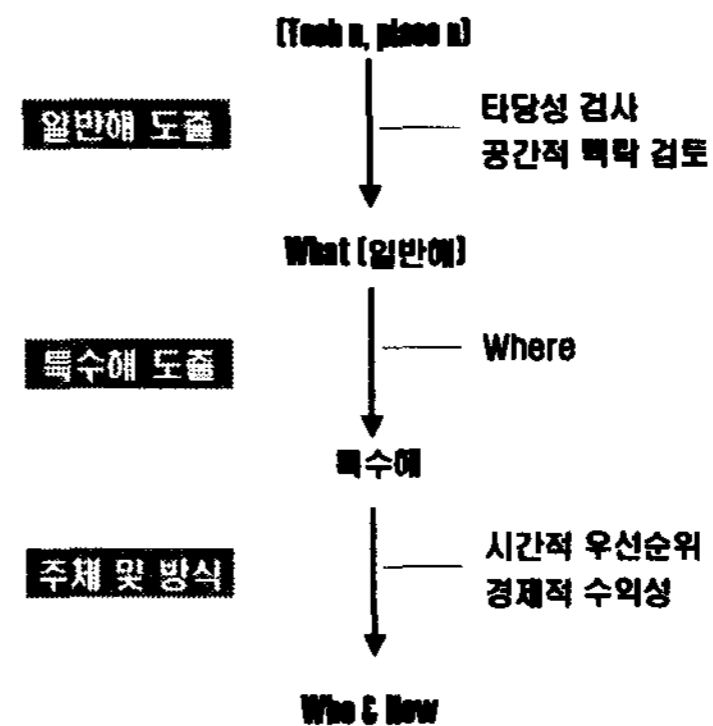 (Tech n, place n)
일반해 도출
타당성 검사
공간적 맥락 검토
What (일반해)
특수해 도출
Where
특수해
주체 및 방식
시간적 우선순위
경제적 수익성
Who & How